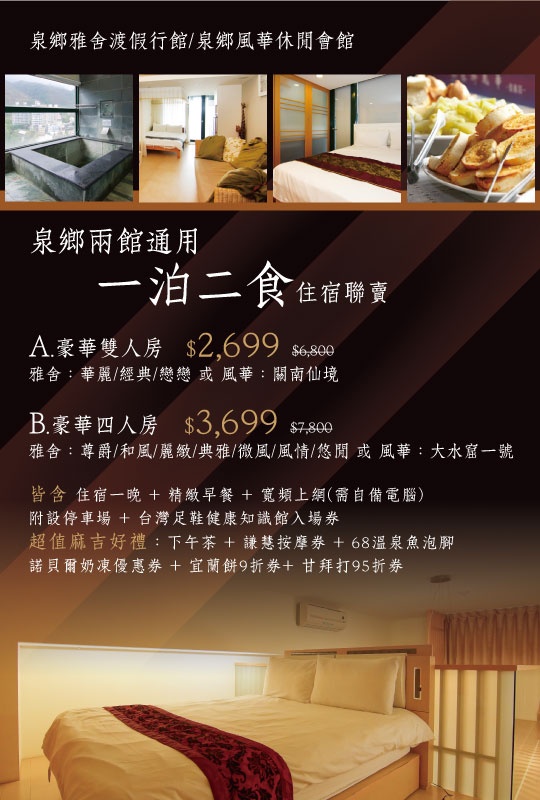 泉鄉雅舍渡假行館/泉鄉風華休閒會館
泉鄉兩館通用
一泊二食住宿聯賣
A.豪華雙人房 $2,699 $6,800
雅舍：華麗/經典/戀戀 或 風華：關南仙境
B.豪華四人房 $3,699 $7,800
雅舍：尊爵/和風/麗緻/典雅/微風/風情/悠閒 或 風華：大水窟一號
皆含 住宿一晚 + 精緻早餐 + 寬頻上網(需自備電腦)
附設停車場 + 台灣足鞋健康知識館入場券
超值麻吉好禮：下午茶 + 謙慧按摩券 + 68溫泉魚泡腳
諾貝爾奶凍優惠券 + 宜蘭餅9折券+ 甘拜打95折券